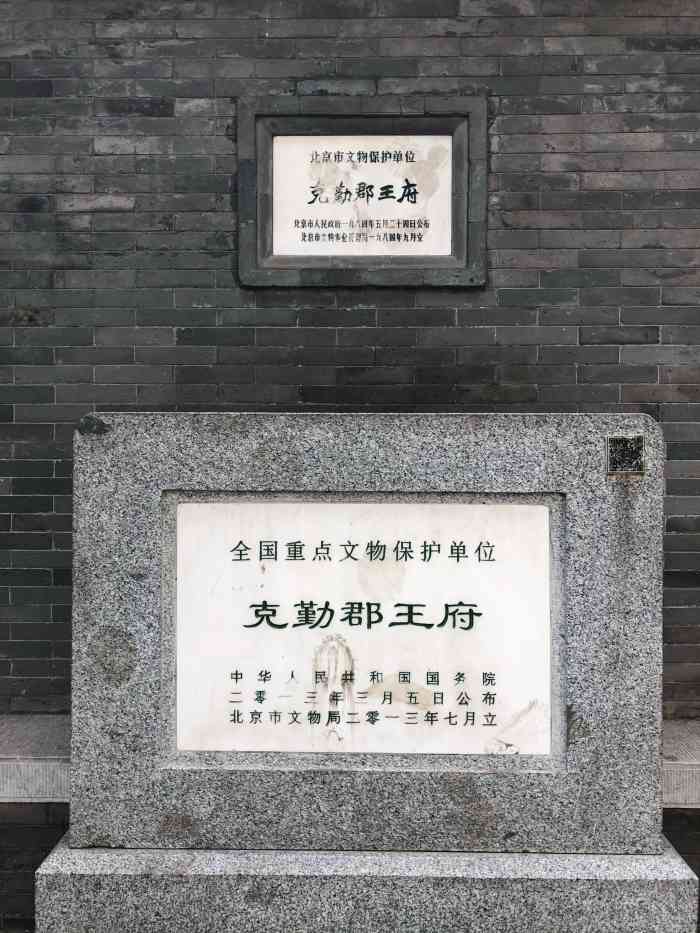 北京市文物保护单位
克勤郡王府
北京市人民政府一九八四年五月二十四日公布
北京市文物事业管理局一九八四年九月立
全国重点文物保护单位
克勤郡王府
中华人民共和国国务院
二零一三年三月五日公布
北京市文物局二零一三年七月立